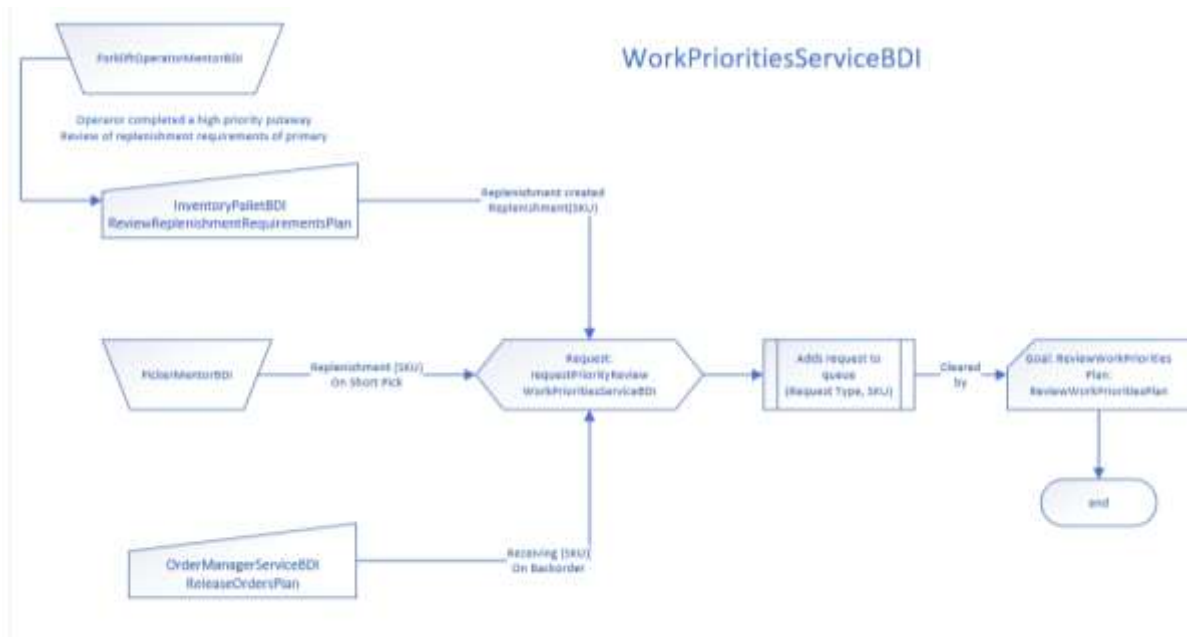 WorkPrioritiesServiceBDI
ForkliftOperatorMentorBDI
Operaror completed a high priority putaway
Review of replenishment requirements of primary
InventoryPalletBDI
ReviewReplenishmentRequirementsPlan
Replenishment created
Replenishment(SKU)
PickerMentorBDI
Replenishment (SKU)
On Short Pick
Request:
requestPriorityReview
WorkPrioritiesServiceBDI
Adds request to
queue
(Request Type, SKU)
Cleared
by
Goal: ReviewWorkPriorities
Plan:
ReviewWorkPrioritiesPlan
end
OrderManagerServiceBDI
ReleaseOrdersPlan
Receiving (SKU)
On Backorder